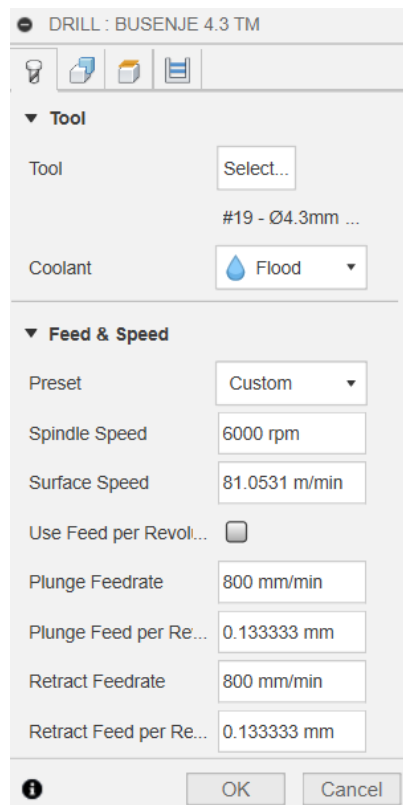 DRILL : BUSENJE 4.3 TM
Tool
Tool Select...
#19 - Ø4.3mm ...
Coolant Flood
Feed & Speed
Preset Custom
Spindle Speed 6000 rpm
Surface Speed 81.0531 m/min
Use Feed per Revolu...
Plunge Feedrate 800 mm/min
Plunge Feed per Re... 0.133333 mm
Retract Feedrate 800 mm/min
Retract Feed per Re... 0.133333 mm
OK Cancel